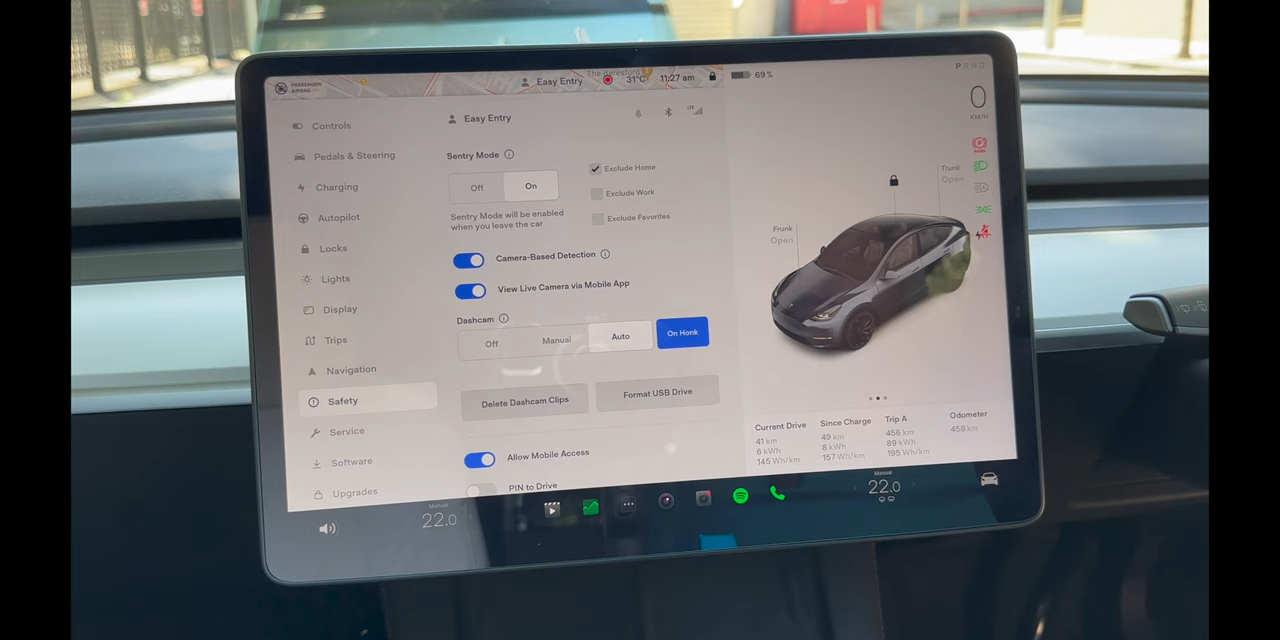 PASSENGER
AIRBAG
Easy Entry
The Beresford
31°C
11:27 am
69%
PRND
Controls
Pedals & Steering
Charging
Autopilot
Locks
Lights
Display
Trips
Navigation
Safety
Service
Software
Upgrades
Easy Entry
LTE
Sentry Mode
Off
On
Exclude Home
Exclude Work
Exclude Favorites
Sentry Mode will be enabled
when you leave the car
Camera-Based Detection
View Live Camera via Mobile App
Dashcam
Off
Manual
Auto
On Honk
Delete Dashcam Clips
Format USB Drive
Allow Mobile Access
PIN to Drive
0
KM/H
PARK
Trunk
Open
Frunk
Open
Current Drive
41 km
6 kWh
145 Wh/km
Since Charge
49 km
8 kWh
157 Wh/km
Trip A
456 km
89 kWh
195 Wh/km
Odometer
458 km
Manual
22.0
Manual
22.0